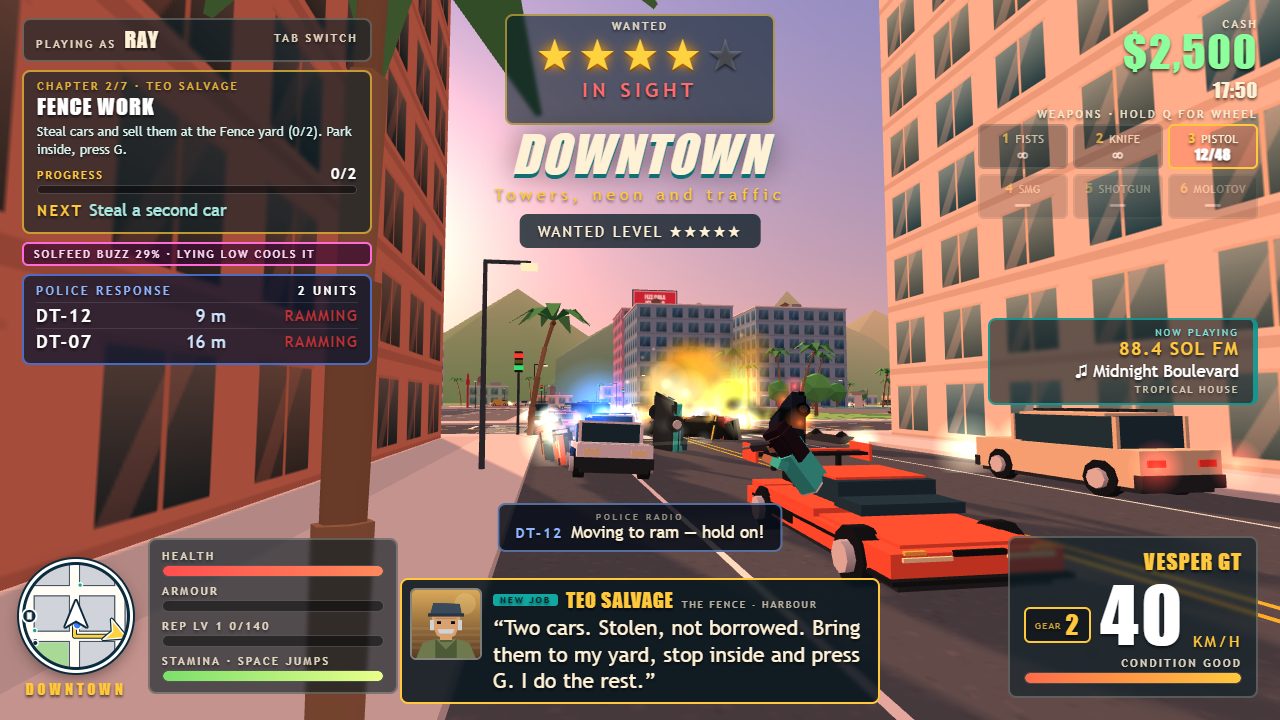 PLAYING AS RAY TAB SWITCH
CHAPTER 2/7 · TEO SALVAGE
FENCE WORK
Steal cars and sell them at the Fence yard (0/2). Park
inside, press G.
PROGRESS 0/2
NEXT Steal a second car
SOLFEED BUZZ 29% · LYING LOW COOLS IT
POLICE RESPONSE 2 UNITS
DT-12 9 m RAMMING
DT-07 16 m RAMMING
WANTED
IN SIGHT
DOWNTOWN
Towers, neon and traffic
WANTED LEVEL ★★★★★
CASH
$2,500
17:50
WEAPONS · HOLD Q FOR WHEEL
1 FISTS
∞
2 KNIFE
∞
3 PISTOL
12/48
4 SMG
—
5 SHOTGUN
—
6 MOLOTOV
—
NOW PLAYING
88.4 SOL FM
♫ Midnight Boulevard
TROPICAL HOUSE
POLICE RADIO
DT-12 Moving to ram — hold on!
HEALTH
ARMOUR
REP LV 1 0/140
STAMINA · SPACE JUMPS
DOWNTOWN
NEW JOB TEO SALVAGE THE FENCE · HARBOUR
“Two cars. Stolen, not borrowed. Bring
them to my yard, stop inside and press
G. I do the rest.”
VESPER GT
GEAR 2 40 KM/H
CONDITION GOOD